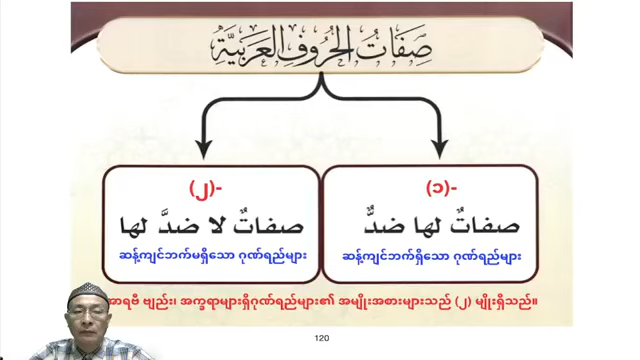 صِفَاتُ الْحُرُوفِ الْعَرَبِيَّةِ
(၁)-
صفاتٌ لها ضدٌّ
ဆန့်ကျင်ဘက်ရှိသော ဂုဏ်ရည်များ
(၂)-
صفاتٌ لا ضدَّ لها
ဆန့်ကျင်ဘက်မရှိသော ဂုဏ်ရည်များ
အာရဗီ ဗျည်း၊ အက္ခရာများရှိဂုဏ်ရည်များ၏ အမျိုးအစားများသည် (၂) မျိုးရှိသည်။
120